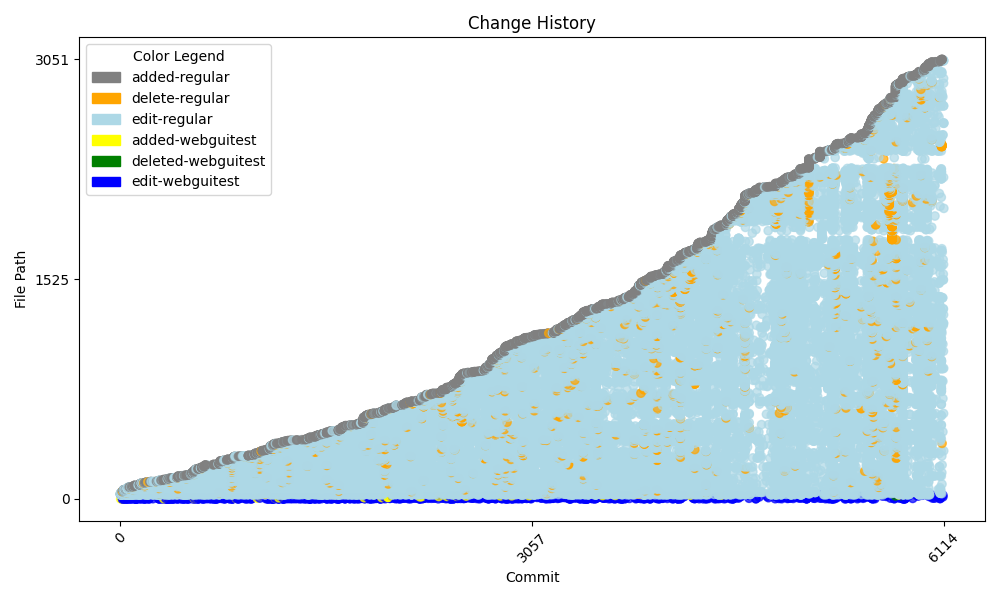 Change History
Color Legend
added-regular
delete-regular
edit-regular
added-webguitest
deleted-webguitest
edit-webguitest
3051
1525
0
File Path
0
3057
6114
Commit